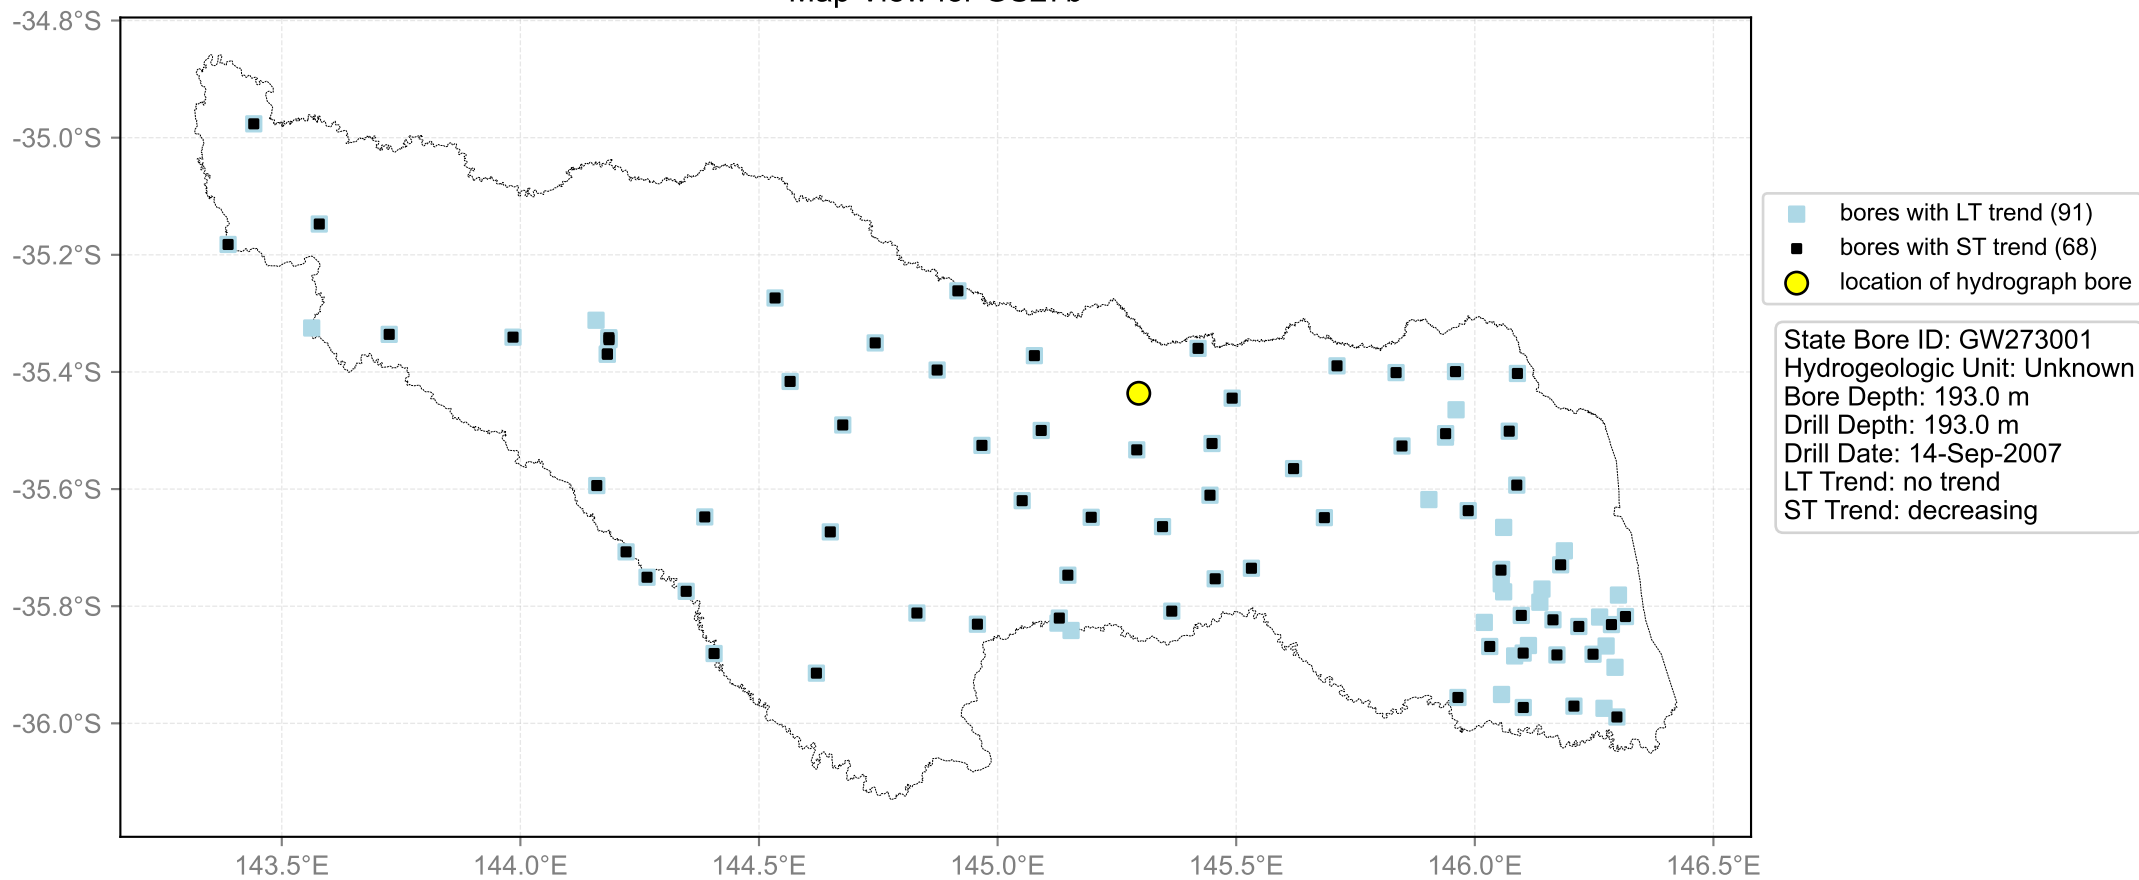 -34.8°S
-35.0°S
-35.2°S
-35.4°S
-35.6°S
-35.8°S
-36.0°S
143.5°E
144.0°E
144.5°E
145.0°E
145.5°E
146.0°E
146.5°E
bores with LT trend (91)
bores with ST trend (68)
location of hydrograph bore
State Bore ID: GW273001
Hydrogeologic Unit: Unknown
Bore Depth: 193.0 m
Drill Depth: 193.0 m
Drill Date: 14-Sep-2007
LT Trend: no trend
ST Trend: decreasing